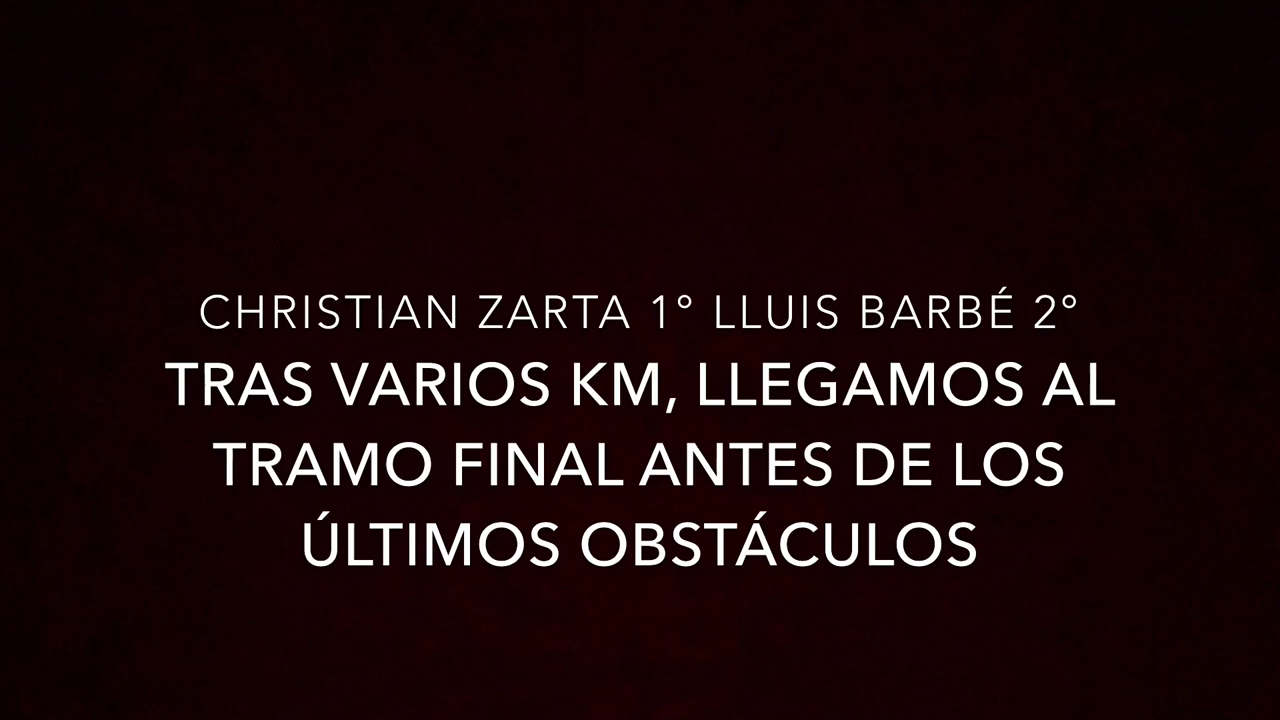 CHRISTIAN ZARTA 1° LLUIS BARBÉ 2°
TRAS VARIOS KM, LLEGAMOS AL
TRAMO FINAL ANTES DE LOS
ÚLTIMOS OBSTÁCULOS